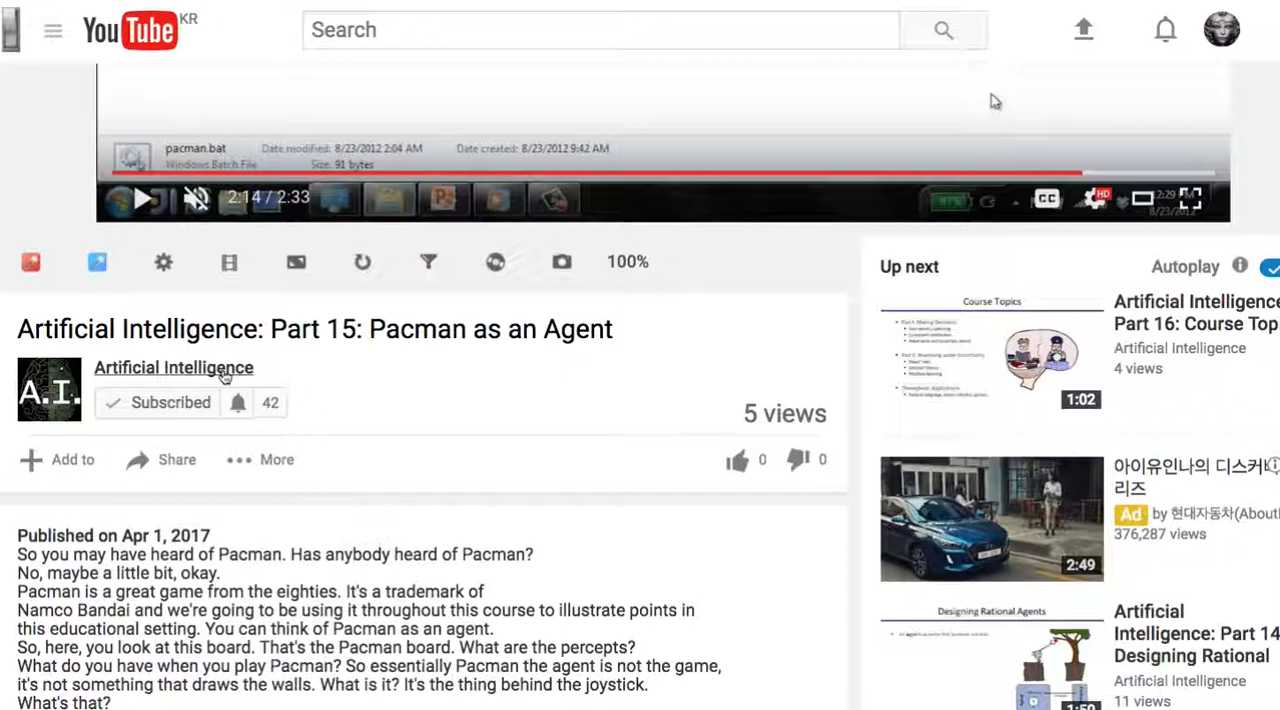 YouTube KR
Search
pacman.bat Date modified: 8/23/2012 2:04 AM Date created: 8/23/2012 9:42 AM
Windows Batch File Size: 91 bytes
2:14 / 2:33
CC HD
8/23/2012
100%
Artificial Intelligence: Part 15: Pacman as an Agent
A.I.
Artificial Intelligence
Subscribed 42
5 views
Add to Share More 0 0
Published on Apr 1, 2017
So you may have heard of Pacman. Has anybody heard of Pacman?
No, maybe a little bit, okay.
Pacman is a great game from the eighties. It's a trademark of
Namco Bandai and we're going to be using it throughout this course to illustrate points in
this educational setting. You can think of Pacman as an agent.
So, here, you look at this board. That's the Pacman board. What are the percepts?
What do you have when you play Pacman? So essentially Pacman the agent is not the game,
it's not something that draws the walls. What is it? It's the thing behind the joystick.
What's that?
Up next Autoplay
Course Topics
1:02
Artificial Intelligence
Part 16: Course Top
Artificial Intelligence
4 views
2:49
아이유인나의 디스커버
리즈
Ad by 현대자동차(About
376,287 views
Designing Rational Agents
1:50
Artificial
Intelligence: Part 14
Designing Rational
Artificial Intelligence
11 views